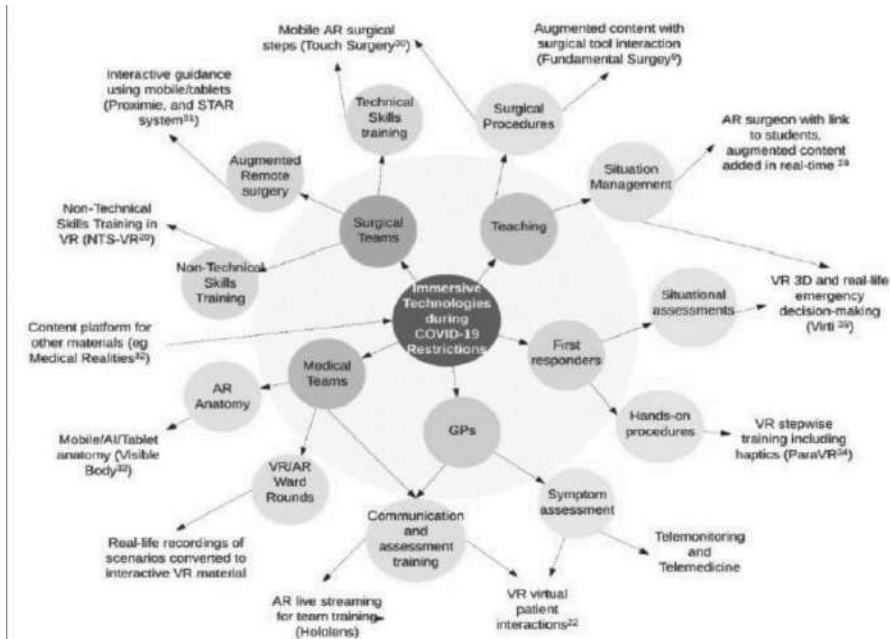 Mobile AR surgical
steps (Touch Surgery³⁰)
Augmented content with
surgical tool interaction
(Fundamental Surgey⁹)
Interactive guidance
using mobile/tablets
(Proximie, and STAR
system³¹)
Technical
Skills
training
Surgical
Procedures
AR surgeon with link
to students,
augmented content
added in real-time ²⁹
Augmented
Remote
surgery
Situation
Management
Non-Technical
Skills Training in
VR (NTS-VR²⁰)
Surgical
Teams
Teaching
Non-Technical
Skills
Training
Immersive
Technologies
during
COVID-19
Restrictions
Situational
assessments
VR 3D and real-life
emergency
decision-making
(Virti ³⁹)
Content platform for
other materials (eg
Medical Realities³²)
Medical
Teams
First
responders
AR
Anatomy
GPs
Hands-on
procedures
Mobile/AI/Tablet
anatomy (Visible
Body³³)
VR stepwise
training including
haptics (ParaVR³⁴)
VR/AR
Ward
Rounds
Symptom
assessment
Communication
and
assessment
training
Real-life recordings of
scenarios converted to
interactive VR material
Telemonitoring
and
Telemedicine
AR live streaming
for team training
(Hololens)
VR virtual
patient
interactions²²